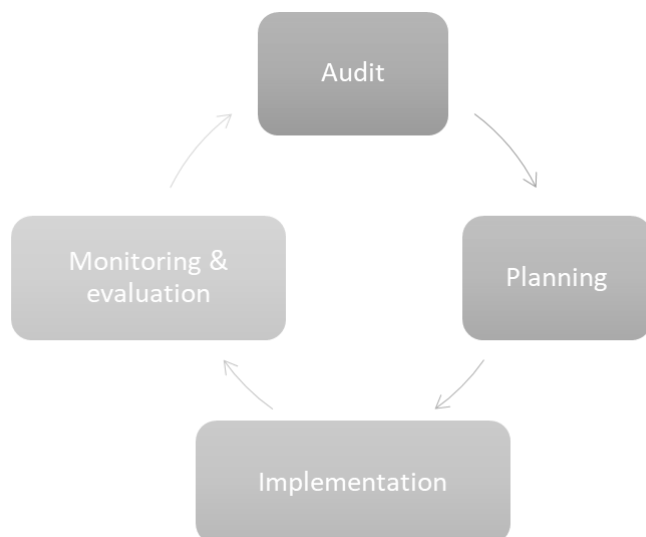 Audit
Planning
Implementation
Monitoring &
evaluation